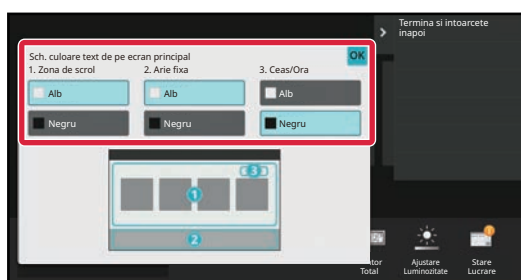 Termina si intoarcete
inapoi
OK
Sch. culoare text de pe ecran principal
1. Zona de scrol
2. Arie fixa
3. Ceas/Ora
Alb
Alb
Alb
Negru
Negru
Negru
3
1
2
Total
Ajustare
Luminozitate
Stare
Lucrare